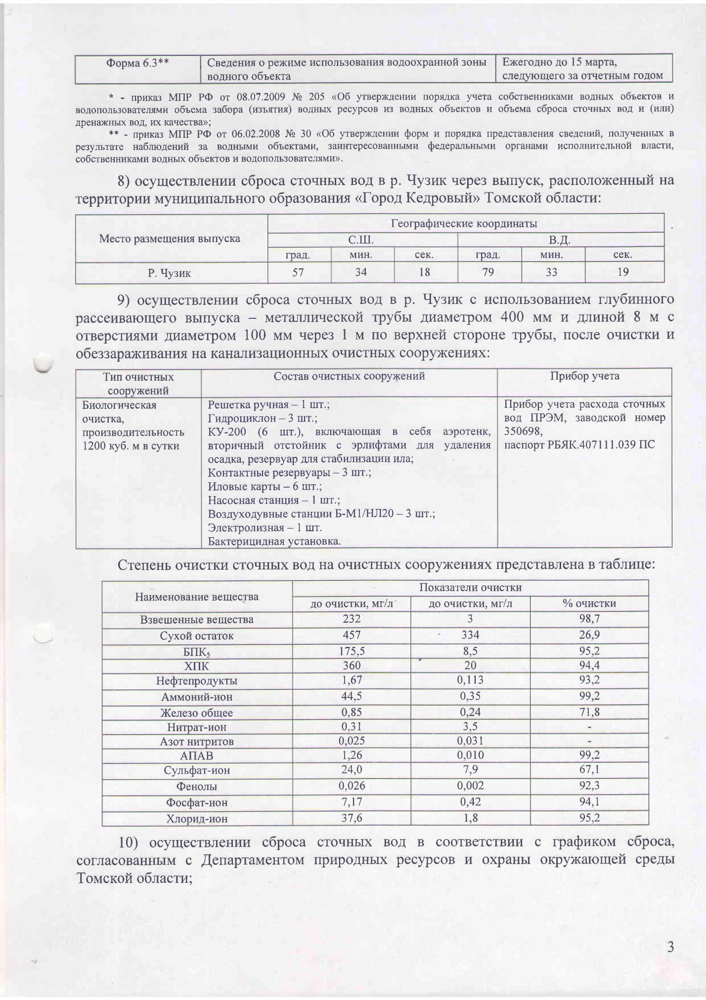 Форма 6.3**
Сведения о режиме использования водоохранной зоны
водного объекта
Ежегодно до 15 марта,
следующего за отчетным годом
* - приказ МПР РФ от 08.07.2009 № 205 «Об утверждении порядка учета собственниками водных объектов и
водопользователями объема забора (изъятия) водных ресурсов из водных объектов и объема сброса сточных вод и (или)
дренажных вод, их качества»;
** - приказ МПР РФ от 06.02.2008 № 30 «Об утверждении форм и порядка представления сведений, полученных в
результате наблюдений за водными объектами, заинтересованными федеральными органами исполнительной власти,
собственниками водных объектов и водопользователями».
8) осуществлении сброса сточных вод в р. Чузик через выпуск, расположенный на
территории муниципального образования «Город Кедровый» Томской области:
Место размещения выпуска
Географические координаты
С.Ш. В.Д.
град. мин. сек. град. мин. сек.
Р. Чузик 57 34 18 79 33 19
9) осуществлении сброса сточных вод в р. Чузик с использованием глубинного
рассеивающего выпуска – металлической трубы диаметром 400 мм и длиной 8 м с
отверстиями диаметром 100 мм через 1 м по верхней стороне трубы, после очистки и
обеззараживания на канализационных очистных сооружениях:
Тип очистных
сооружений
Состав очистных сооружений
Прибор учета
Биологическая
очистка,
производительность
1200 куб. м в сутки
Решетка ручная – 1 шт.;
Гидроциклон – 3 шт.;
КУ-200 (6 шт.), включающая в себя аэротенк,
вторичный отстойник с эрлифтами для удаления
осадка, резервуар для стабилизации ила;
Контактные резервуары – 3 шт.;
Иловые карты – 6 шт.;
Насосная станция – 1 шт.;
Воздуходувные станции Б-М1/НЛ20 – 3 шт.;
Электролизная – 1 шт.
Бактерицидная установка.
Прибор учета расхода сточных
вод ПРЭМ, заводской номер
350698,
паспорт РБЯК.407111.039 ПС
Степень очистки сточных вод на очистных сооружениях представлена в таблице:
Наименование вещества
Показатели очистки
до очистки, мг/л до очистки, мг/л % очистки
Взвешенные вещества 232 3 98,7
Сухой остаток 457 334 26,9
БПК₅ 175,5 8,5 95,2
ХПК 360 20 94,4
Нефтепродукты 1,67 0,113 93,2
Аммоний-ион 44,5 0,35 99,2
Железо общее 0,85 0,24 71,8
Нитрат-ион 0,31 3,5 -
Азот нитритов 0,025 0,031 -
АПАВ 1,26 0,010 99,2
Сульфат-ион 24,0 7,9 67,1
Фенолы 0,026 0,002 92,3
Фосфат-ион 7,17 0,42 94,1
Хлорид-ион 37,6 1,8 95,2
10) осуществлении сброса сточных вод в соответствии с графиком сброса,
согласованным с Департаментом природных ресурсов и охраны окружающей среды
Томской области;
3